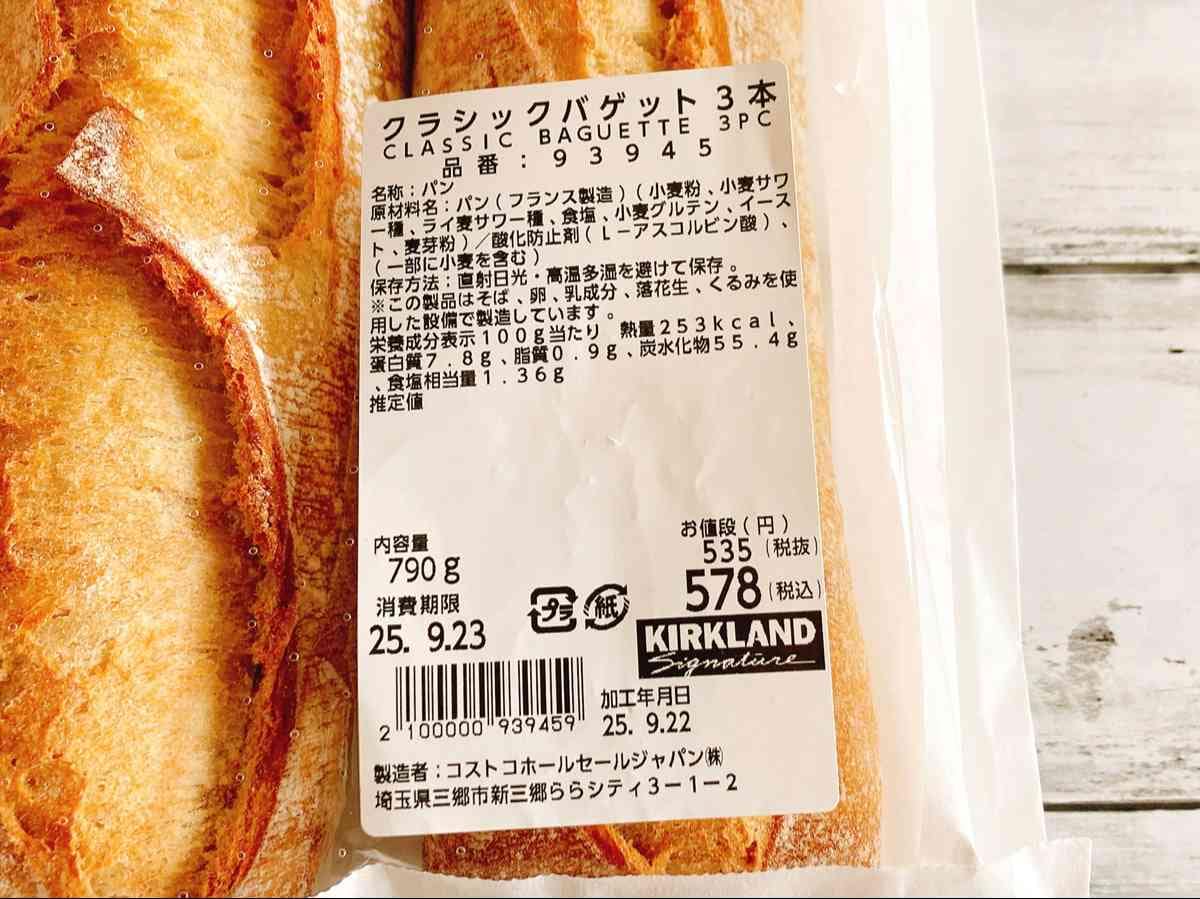 クラシックバゲット 3本
CLASSIC BAGUETTE 3PC
品番:93945
名称:パン
原材料名:パン(フランス製造)(小麦粉、小麦サワ
ー種、ライ麦サワー種、食塩、小麦グルテン、イース
ト、麦芽粉)/酸化防止剤(L-アスコルビン酸)、
(一部に小麦を含む)
保存方法:直射日光・高温多湿を避けて保存。
※この製品はそば、卵、乳成分、落花生、くるみを使
用した設備で製造しています。
栄養成分表示100g当たり 熱量253kcal、
蛋白質7.8g、脂質0.9g、炭水化物55.4g
、食塩相当量1.36g
推定値
内容量
790g
お値段(円)
535(税抜)
578(税込)
消費期限
25. 9.23
プラ
紙
KIRKLAND
Signature
2 100000 939459
加工年月日
25. 9.22
製造者:コストコホールセールジャパン㈱
埼玉県三郷市新三郷ららシティ3-1-2